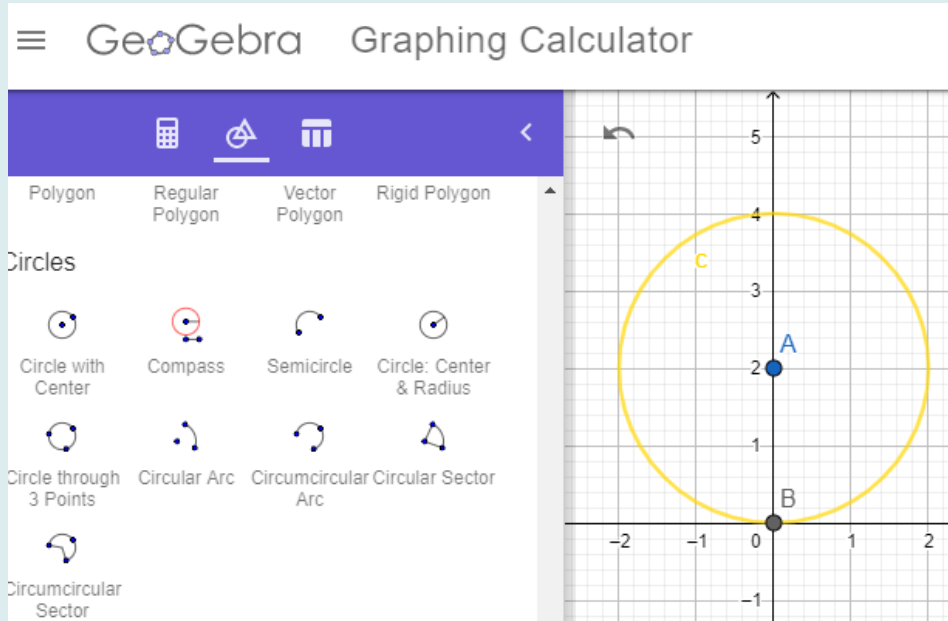 GeoGebra Graphing Calculator
Polygon Regular Polygon Vector Polygon Rigid Polygon
Circles
Circle with Center Compass Semicircle Circle: Center & Radius
Circle through 3 Points Circular Arc Circumcircular Arc Circular Sector
Circumcircular Sector
5
4
c
3
A
2
1
B
-2 -1 0 1 2
-1